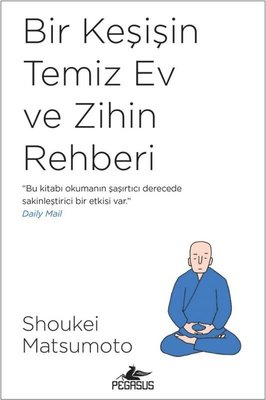 Bir Keşişin
Temiz Ev
ve Zihin
Rehberi
“Bu kitabı okumanın şaşırtıcı derecede
sakinleştirici bir etkisi var.”
Daily Mail
Shoukei
Matsumoto
PEGASUS